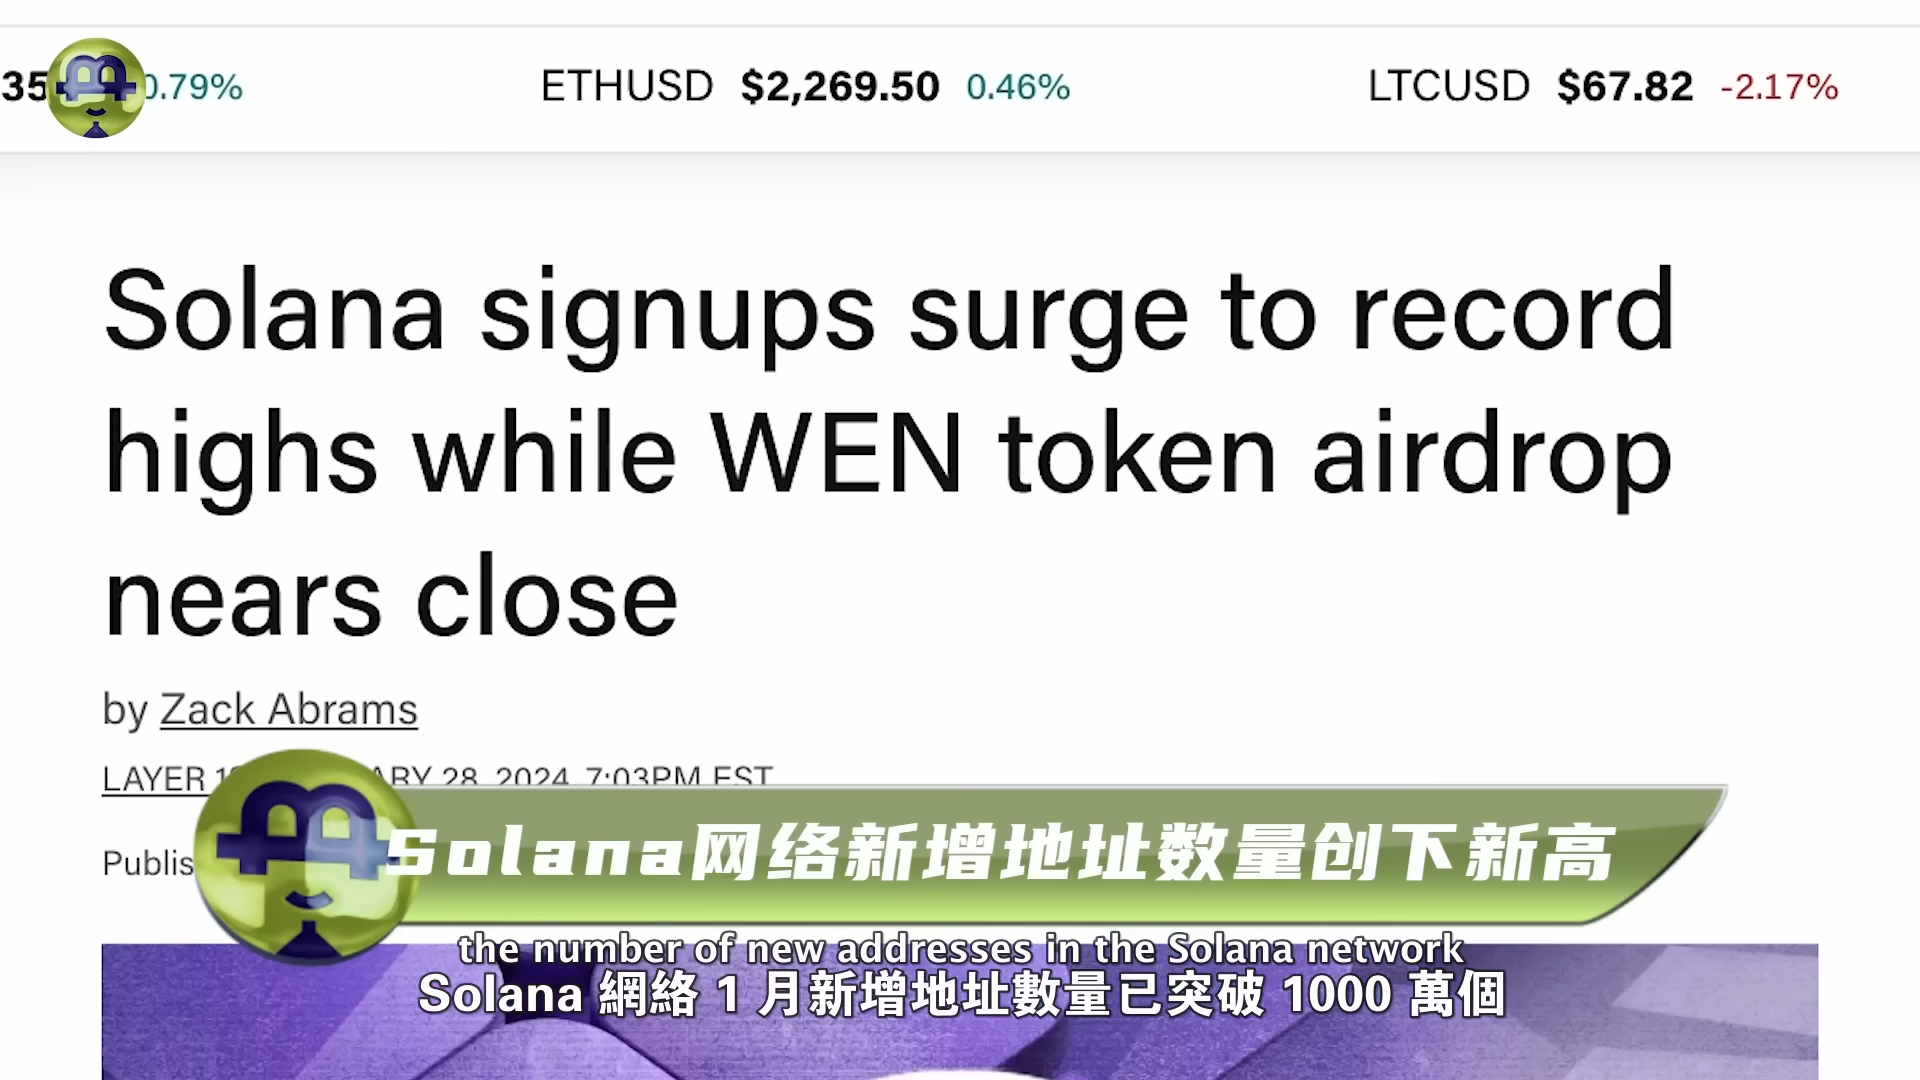 35 0.79% ETHUSD $2,269.50 0.46% LTCUSD $67.82 -2.17%
Solana signups surge to record
highs while WEN token airdrop
nears close
by Zack Abrams
LAYER 28, 2024, 7:03PM EST
Solana网络新增地址数量创下新高
the number of new addresses in the Solana network
Solana 網絡 1 月新增地址數量已突破 1000 萬個